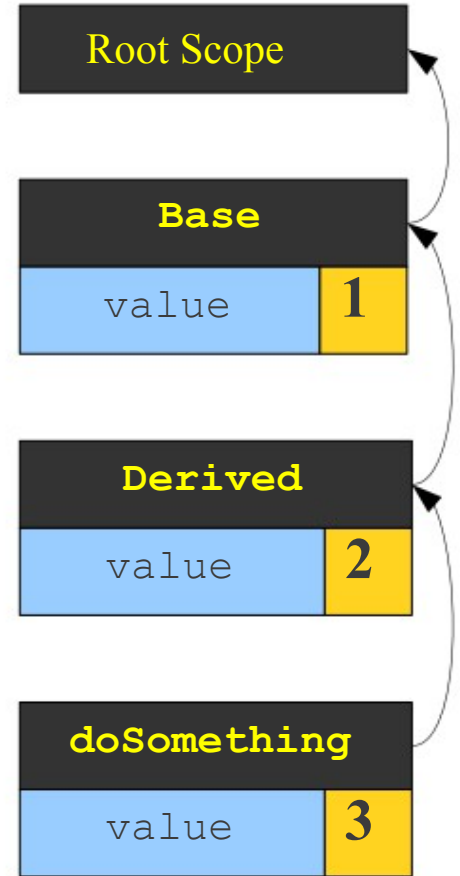 Root Scope
Base
value 1
Derived
value 2
doSomething
value 3